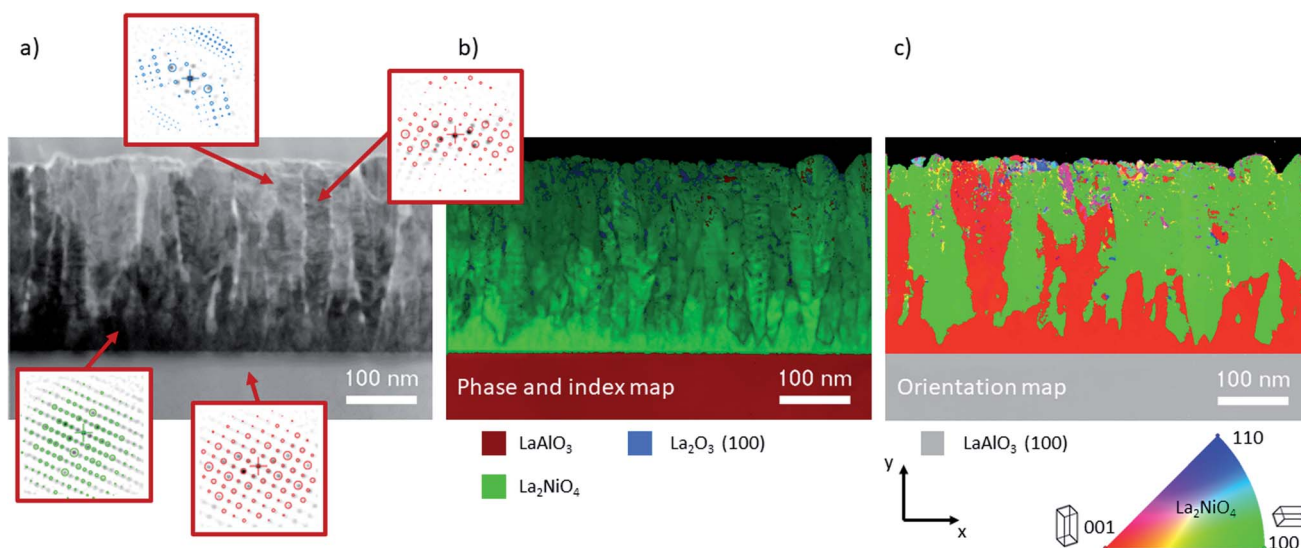 a)
b)
c)
100 nm
Phase and index map
100 nm
Orientation map
100 nm
LaAlO₃
La₂O₃ (100)
La₂NiO₄
LaAlO₃ (100)
y
x
110
La₂NiO₄
001
100